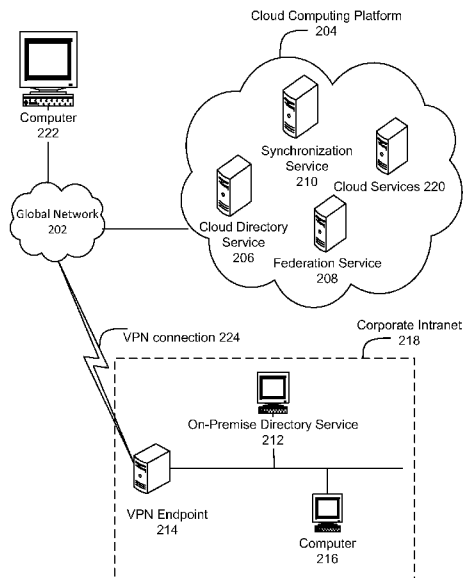 Cloud Computing Platform
204
Computer
222
Synchronization
Service
210
Cloud Services 220
Global Network
202
Cloud Directory
Service
206
Federation Service
208
VPN connection 224
Corporate Intranet
218
On-Premise Directory Service
212
VPN Endpoint
214
Computer
216